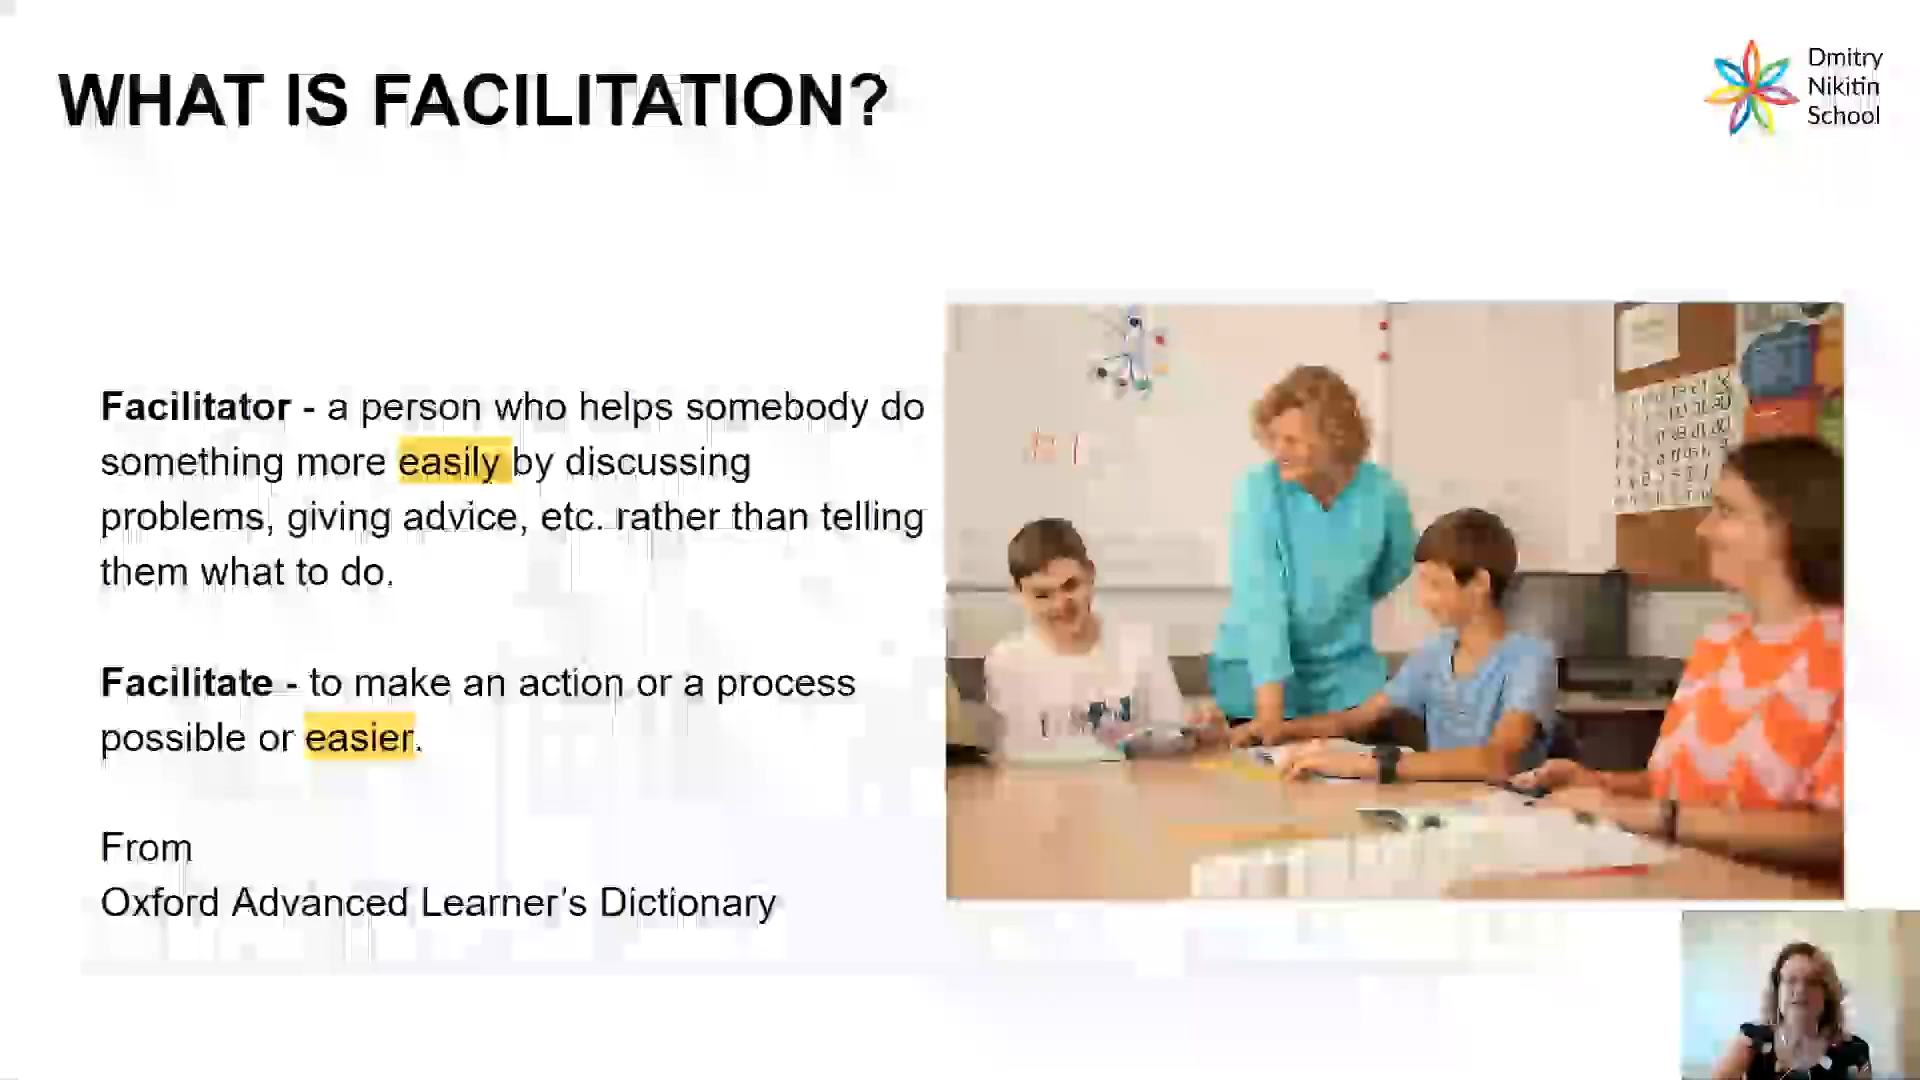 WHAT IS FACILITATION?
Dmitry
Nikitin
School
Facilitator - a person who helps somebody do
something more easily by discussing
problems, giving advice, etc. rather than telling
them what to do.
Facilitate - to make an action or a process
possible or easier.
From
Oxford Advanced Learner's Dictionary